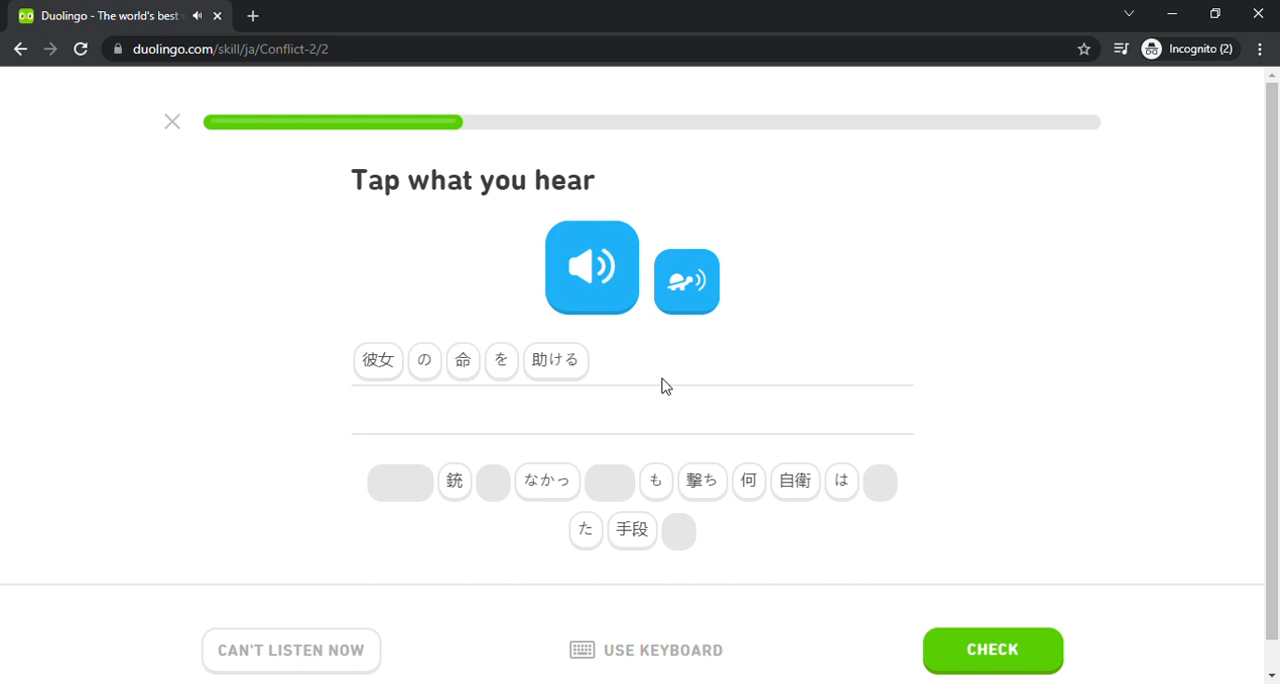 Duolingo - The world's best
duolingo.com/skill/ja/Conflict-2/2
Incognito (2)
Tap what you hear
彼女 の 命 を 助ける
銃 なかっ も 撃ち 何 自衛 は
た 手段
CAN'T LISTEN NOW
USE KEYBOARD
CHECK